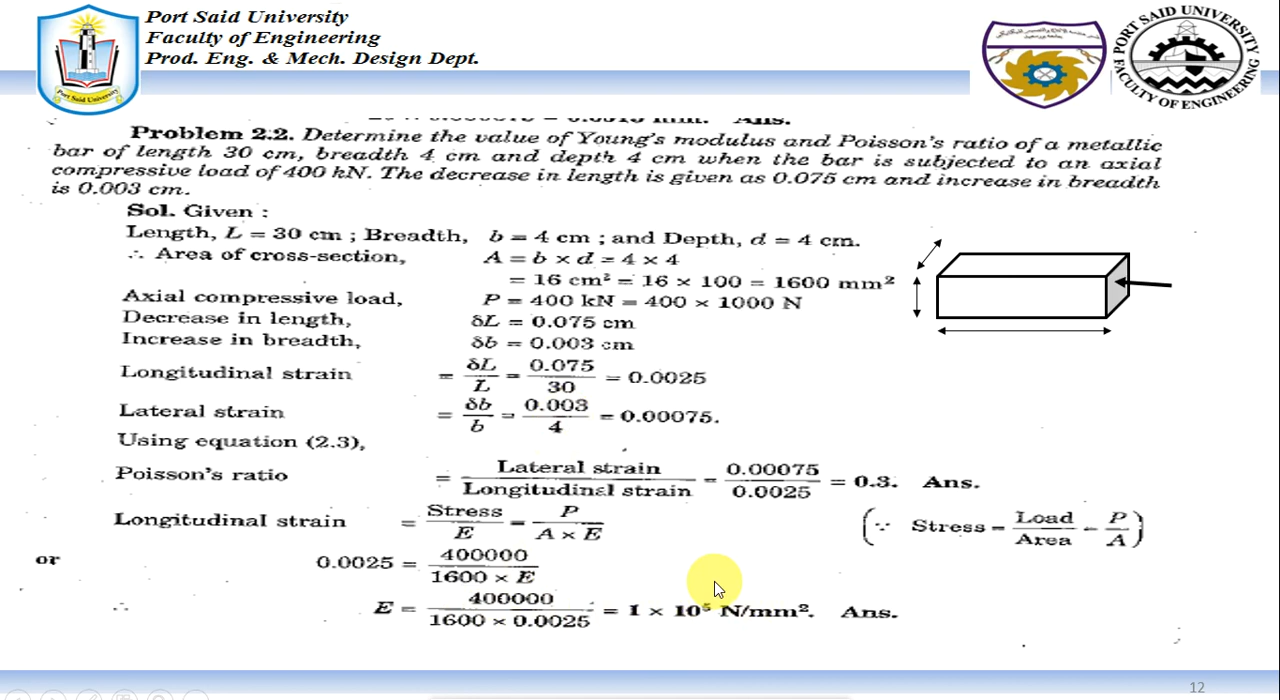 Port Said University
Faculty of Engineering
Prod. Eng. & Mech. Design Dept.
Port Said University
PORT SAID UNIVERSITY
FACULTY OF ENGINEERING
Ans.
Problem 2.2. Determine the value of Young's modulus and Poisson's ratio of a metallic
bar of length 30 cm, breadth 4 cm and depth 4 cm when the bar is subjected to an axial
compressive load of 400 kN. The decrease in length is given as 0.075 cm and increase in breadth
is 0.003 cm.
Sol. Given :
Length, L = 30 cm ; Breadth, b = 4 cm ; and Depth, d = 4 cm.
∴ Area of cross-section, A = b × d = 4 × 4
= 16 cm² = 16 × 100 = 1600 mm²
Axial compressive load, P = 400 kN = 400 × 1000 N
Decrease in length, δL = 0.075 cm
Increase in breadth, δb = 0.003 cm
Longitudinal strain = δL/L = 0.075/30 = 0.0025
Lateral strain = δb/b = 0.003/4 = 0.00075.
Using equation (2.3),
Poisson's ratio = Lateral strain/Longitudinal strain = 0.00075/0.0025 = 0.3. Ans.
Longitudinal strain = Stress/E = P/A × E (∵ Stress = Load/Area = P/A)
or 0.0025 = 400000/1600 × E
∴ E = 400000/1600 × 0.0025 = 1 × 10⁵ N/mm². Ans.
12